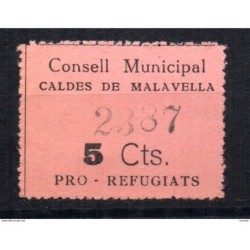 Consell Municipal
CALDES DE MALAVELLA
2387
5 Cts.
PRO - REFUGIATS